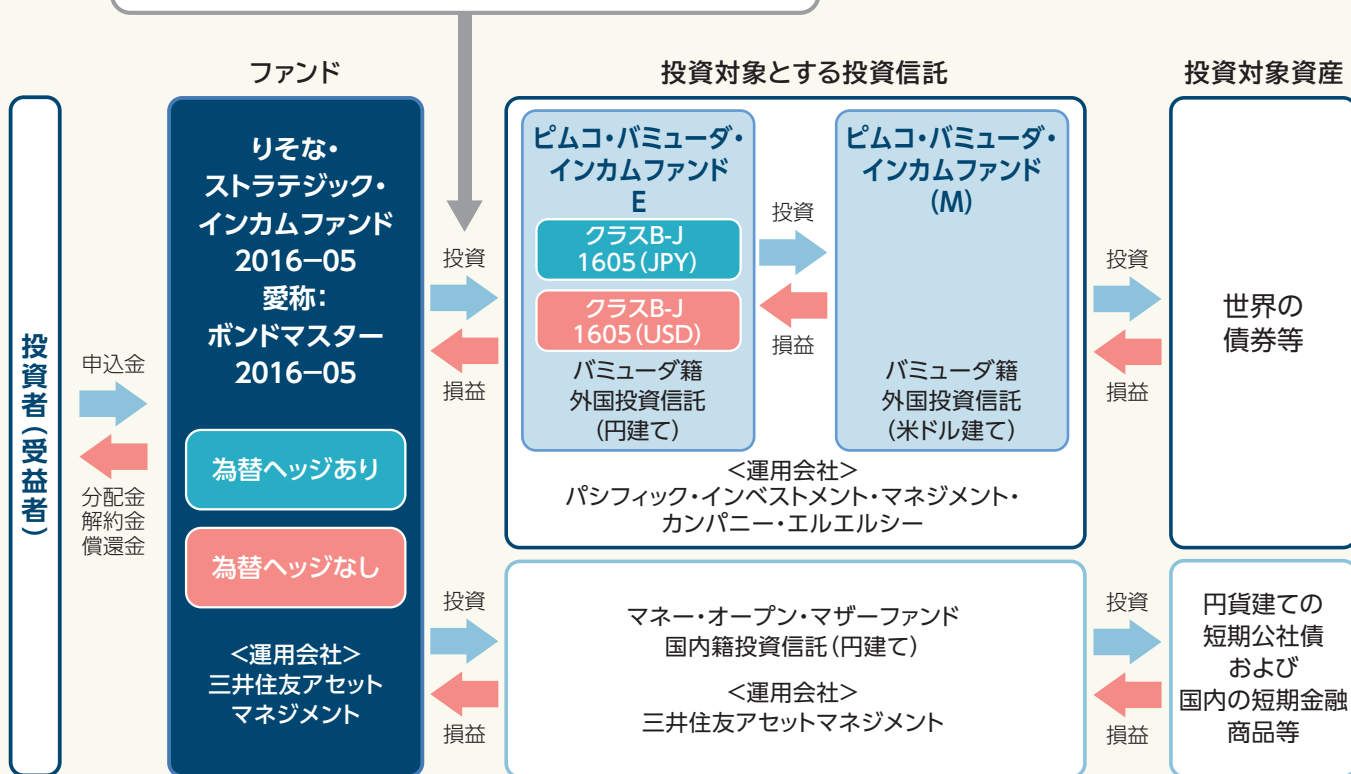 ファンド
投資対象とする投資信託
投資対象資産
投資者(受益者)
申込金
分配金
解約金
償還金
りそな・
ストラテジック・
インカムファンド
2016−05
愛称:
ボンドマスター
2016−05
為替ヘッジあり
為替ヘッジなし
<運用会社>
三井住友アセット
マネジメント
投資
損益
ピムコ・バミューダ・
インカムファンド
E
クラスB-J
1605(JPY)
クラスB-J
1605(USD)
バミューダ籍
外国投資信託
(円建て)
投資
損益
ピムコ・バミューダ・
インカムファンド
(M)
バミューダ籍
外国投資信託
(米ドル建て)
<運用会社>
パシフィック・インベストメント・マネジメント・
カンパニー・エルエルシー
投資
損益
世界の
債券等
投資
損益
マネー・オープン・マザーファンド
国内籍投資信託(円建て)
<運用会社>
三井住友アセットマネジメント
投資
損益
円貨建ての
短期公社債
および
国内の短期金融
商品等